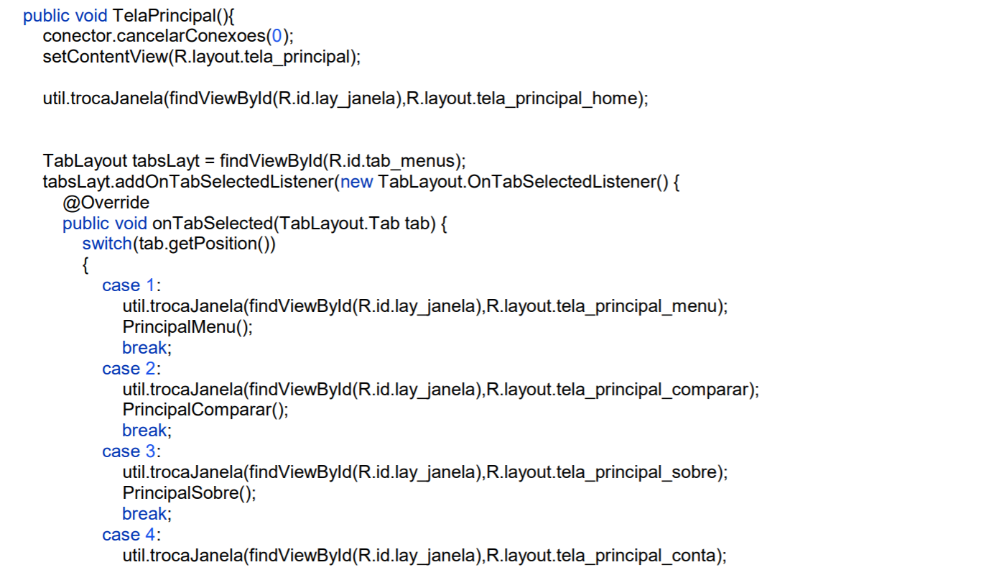 public void TelaPrincipal(){
conector.cancelarConexoes(0);
setContentView(R.layout.tela_principal);
util.trocaJanela(findViewById(R.id.lay_janela),R.layout.tela_principal_home);
TabLayout tabsLayt = findViewById(R.id.tab_menus);
tabsLayt.addOnTabSelectedListener(new TabLayout.OnTabSelectedListener() {
@Override
public void onTabSelected(TabLayout.Tab tab) {
switch(tab.getPosition())
{
case 1:
util.trocaJanela(findViewById(R.id.lay_janela),R.layout.tela_principal_menu);
PrincipalMenu();
break;
case 2:
util.trocaJanela(findViewById(R.id.lay_janela),R.layout.tela_principal_comparar);
PrincipalComparar();
break;
case 3:
util.trocaJanela(findViewById(R.id.lay_janela),R.layout.tela_principal_sobre);
PrincipalSobre();
break;
case 4:
util.trocaJanela(findViewById(R.id.lay_janela),R.layout.tela_principal_conta);